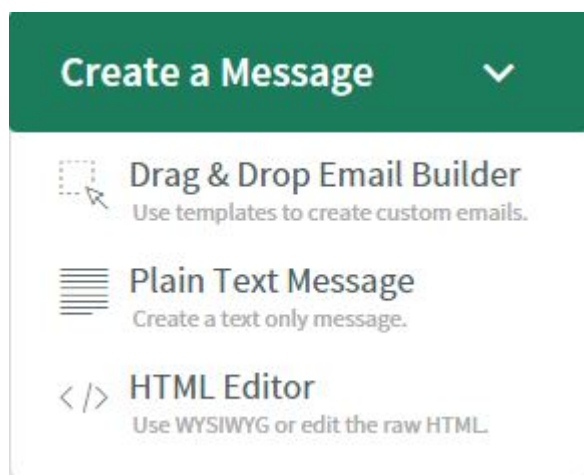 Create a Message
Drag & Drop Email Builder
Use templates to create custom emails.
Plain Text Message
Create a text only message.
</> HTML Editor
Use WYSIWYG or edit the raw HTML.